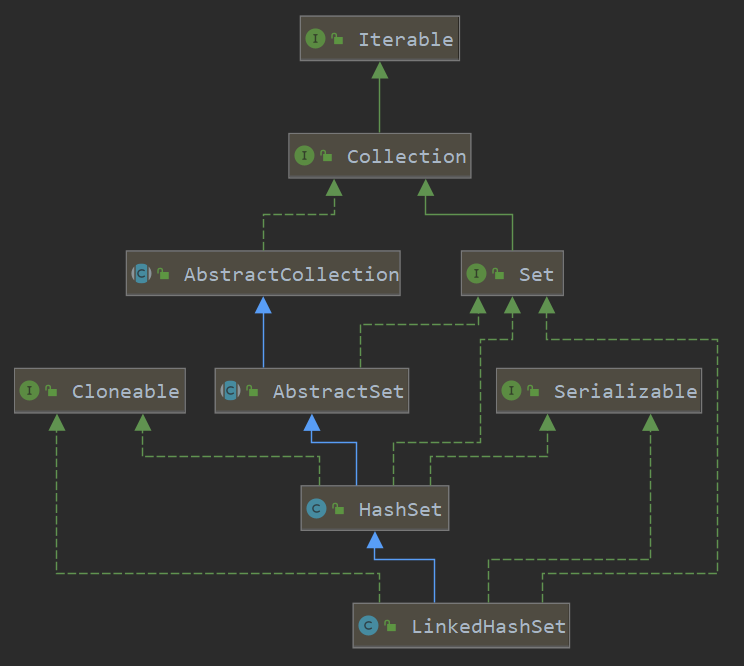 I Iterable
I Collection
C AbstractCollection
I Set
I Cloneable
C AbstractSet
I Serializable
C HashSet
C LinkedHashSet